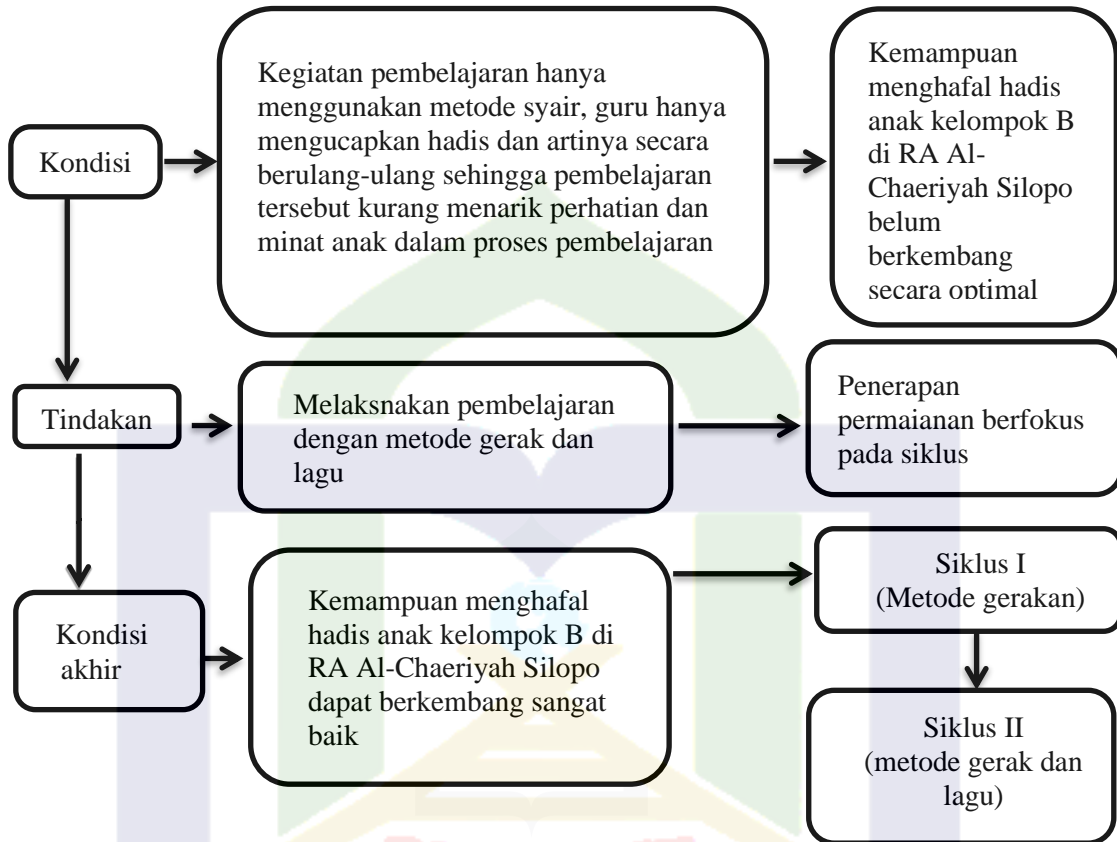 Kondisi
Kegiatan pembelajaran hanya
menggunakan metode syair, guru hanya
mengucapkan hadis dan artinya secara
berulang-ulang sehingga pembelajaran
tersebut kurang menarik perhatian dan
minat anak dalam proses pembelajaran
Kemampuan
menghafal hadis
anak kelompok B
di RA Al-
Chaeriyah Silopo
belum
berkembang
secara optimal
Tindakan
Melaksnakan pembelajaran
dengan metode gerak dan
lagu
Penerapan
permaianan berfokus
pada siklus
Kondisi
akhir
Kemampuan menghafal
hadis anak kelompok B di
RA Al-Chaeriyah Silopo
dapat berkembang sangat
baik
Siklus I
(Metode gerakan)
Siklus II
(metode gerak dan
lagu)